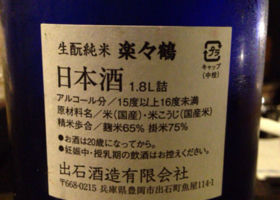 生酛純米 楽々鶴
日本酒 1.8L詰
プラ
キャップ
(中栓)
アルコール分／15度以上16度未満
原材料名／米(国産)・米こうじ(国産米)
精米歩合／麹米65% 掛米75%
●お酒は20歳になってから。
●妊娠中・授乳期の飲酒はお控えください。
出石酒造有限会社
〒668-0215 兵庫県豊岡市出石町魚屋114-1